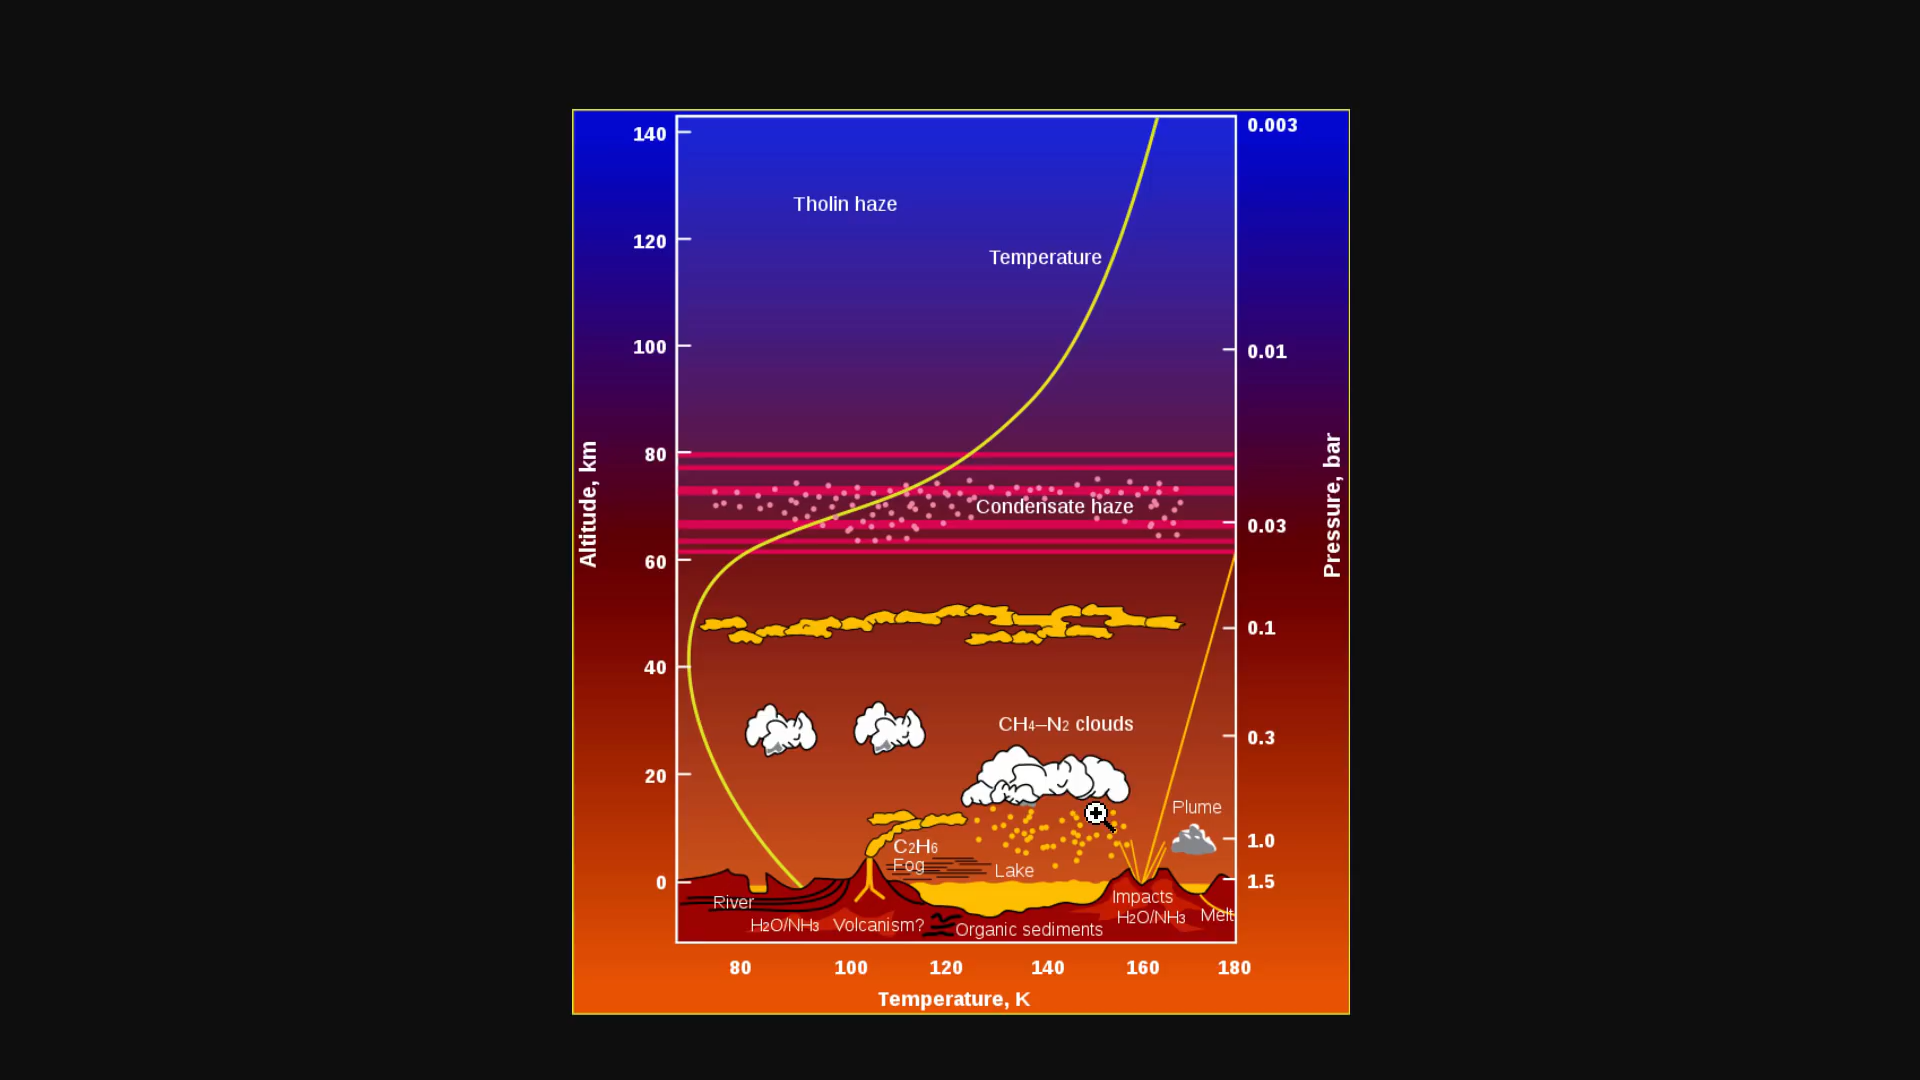 140
0.003
Tholin haze
120
Temperature
100
0.01
80
Condensate haze
0.03
Altitude, km
Pressure, bar
60
0.1
40
CH4–N2 clouds
0.3
20
Plume
C2H6
1.0
Fog
Lake
0
1.5
River
Impacts
H2O/NH3
Melt
H2O/NH3
Volcanism?
Organic sediments
80 100 120 140 160 180
Temperature, K